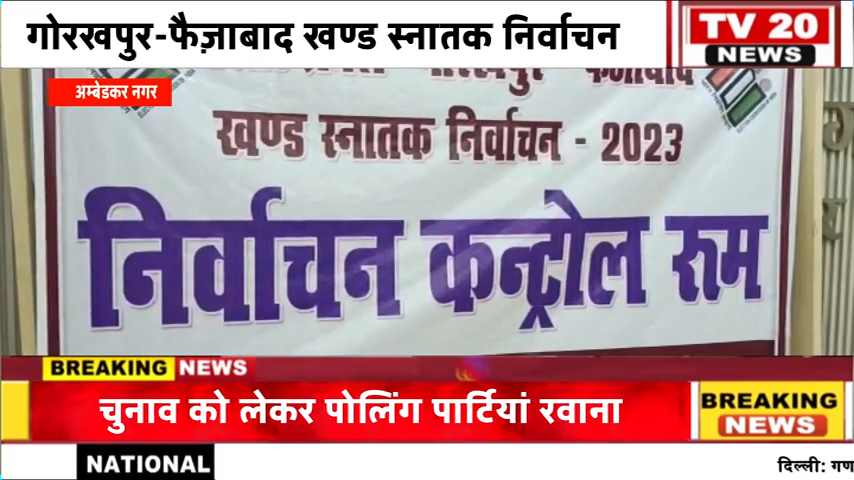 गोरखपुर-फैज़ाबाद खण्ड स्नातक निर्वाचन
TV 20
NEWS
अम्बेडकर नगर
खण्ड स्नातक निर्वाचन - 2023
निर्वाचन कन्ट्रोल रूम
BREAKING NEWS
चुनाव को लेकर पोलिंग पार्टियां रवाना
BREAKING
NEWS
NATIONAL
दिल्ली: गण